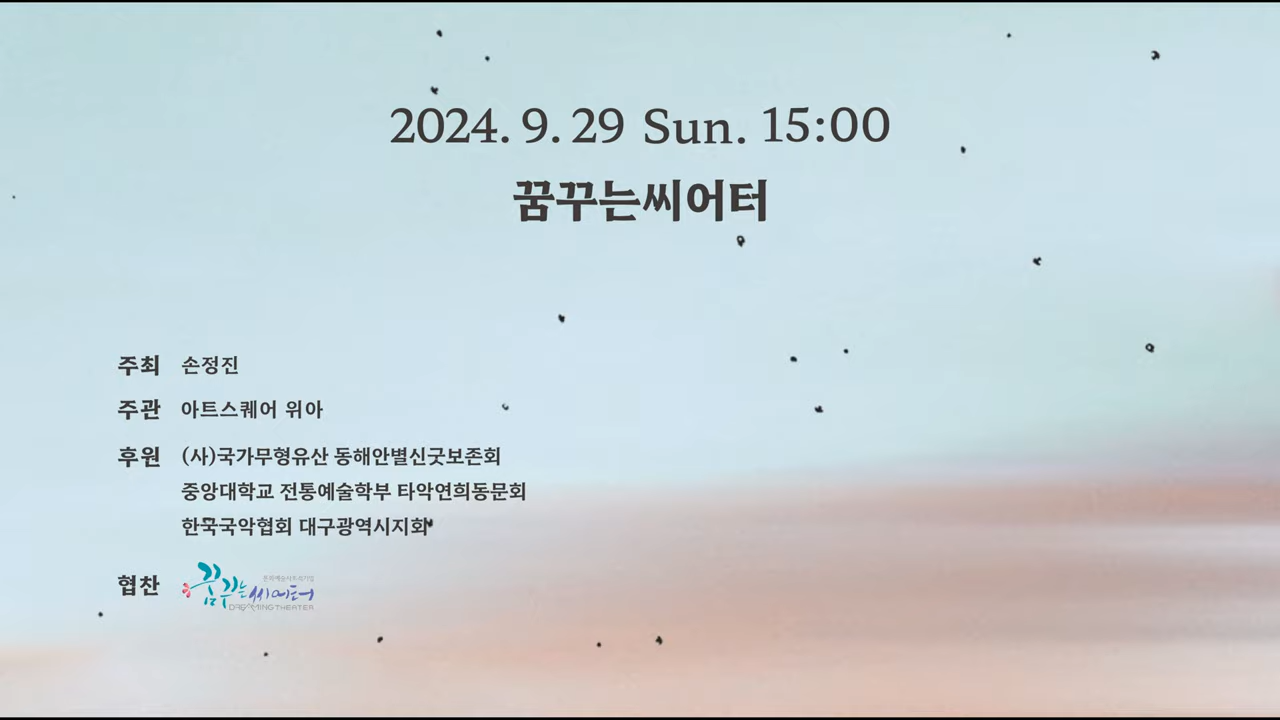 2024. 9. 29 Sun. 15:00
꿈꾸는씨어터
주최 손정진
주관 아트스퀘어 위아
후원 (사)국가무형유산 동해안별신굿보존회
중앙대학교 전통예술학부 타악연희동문회
한국국악협회 대구광역시지회
협찬 꿈꾸는씨어터
DREAMING THEATER